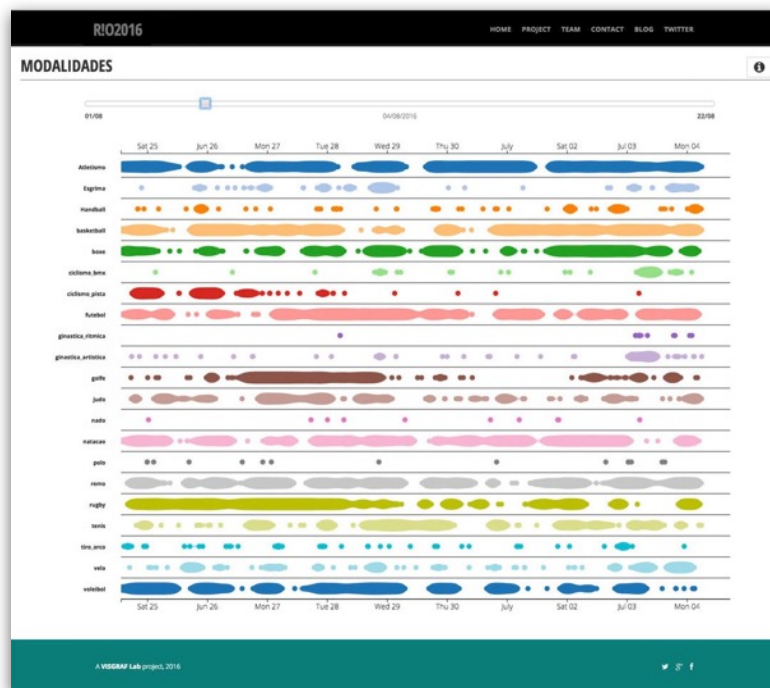 R!O2016
HOME PROJECT TEAM CONTACT BLOG TWITTER
MODALIDADES
01/08 04/08/2016 22/08
Sat 25 Jun 26 Mon 27 Tue 28 Wed 29 Thu 30 July Sat 02 Jul 03 Mon 04
Atletismo
Esgrima
Handball
basketball
boxe
ciclismo_bmx
ciclismo_pista
futebol
ginastica_ritmica
ginastica_artistica
golfe
judo
nado
natacao
polo
remo
rugby
tenis
tiro_arco
vela
voleibol
Sat 25 Jun 26 Mon 27 Tue 28 Wed 29 Thu 30 July Sat 02 Jul 03 Mon 04
A VISGRAF Lab project, 2016